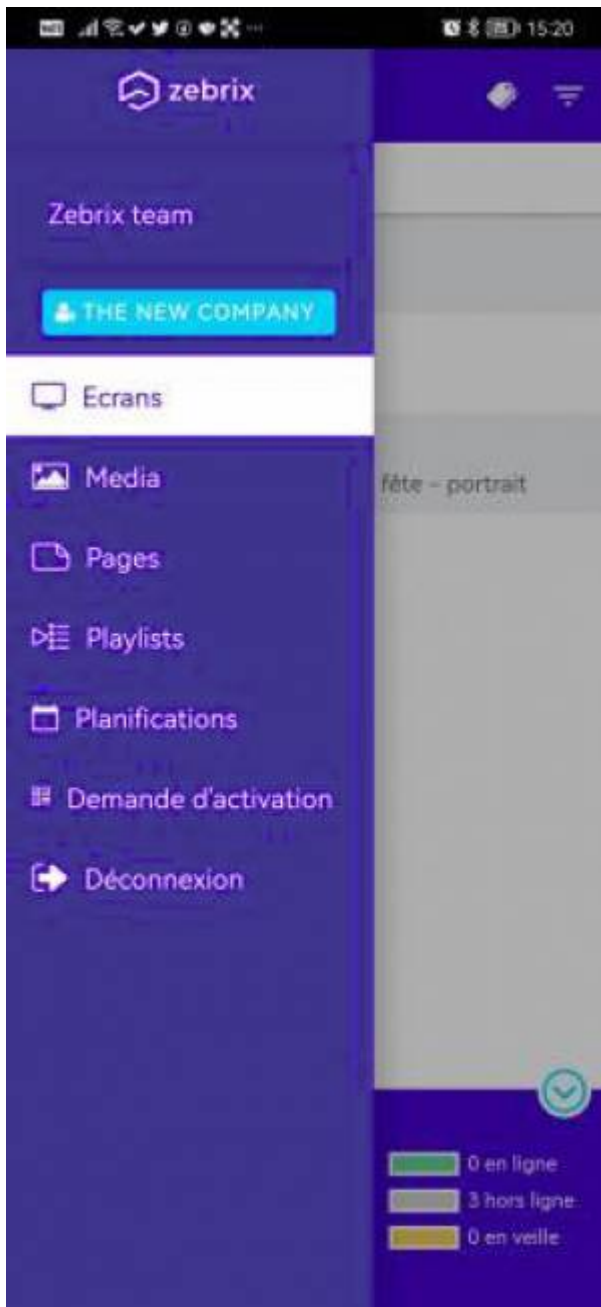 15:20
zebrix
Zebrix team
THE NEW COMPANY
Ecrans
Media
fête - portrait
Pages
Playlists
Planifications
Demande d'activation
Déconnexion
0 en ligne
3 hors ligne
0 en veille